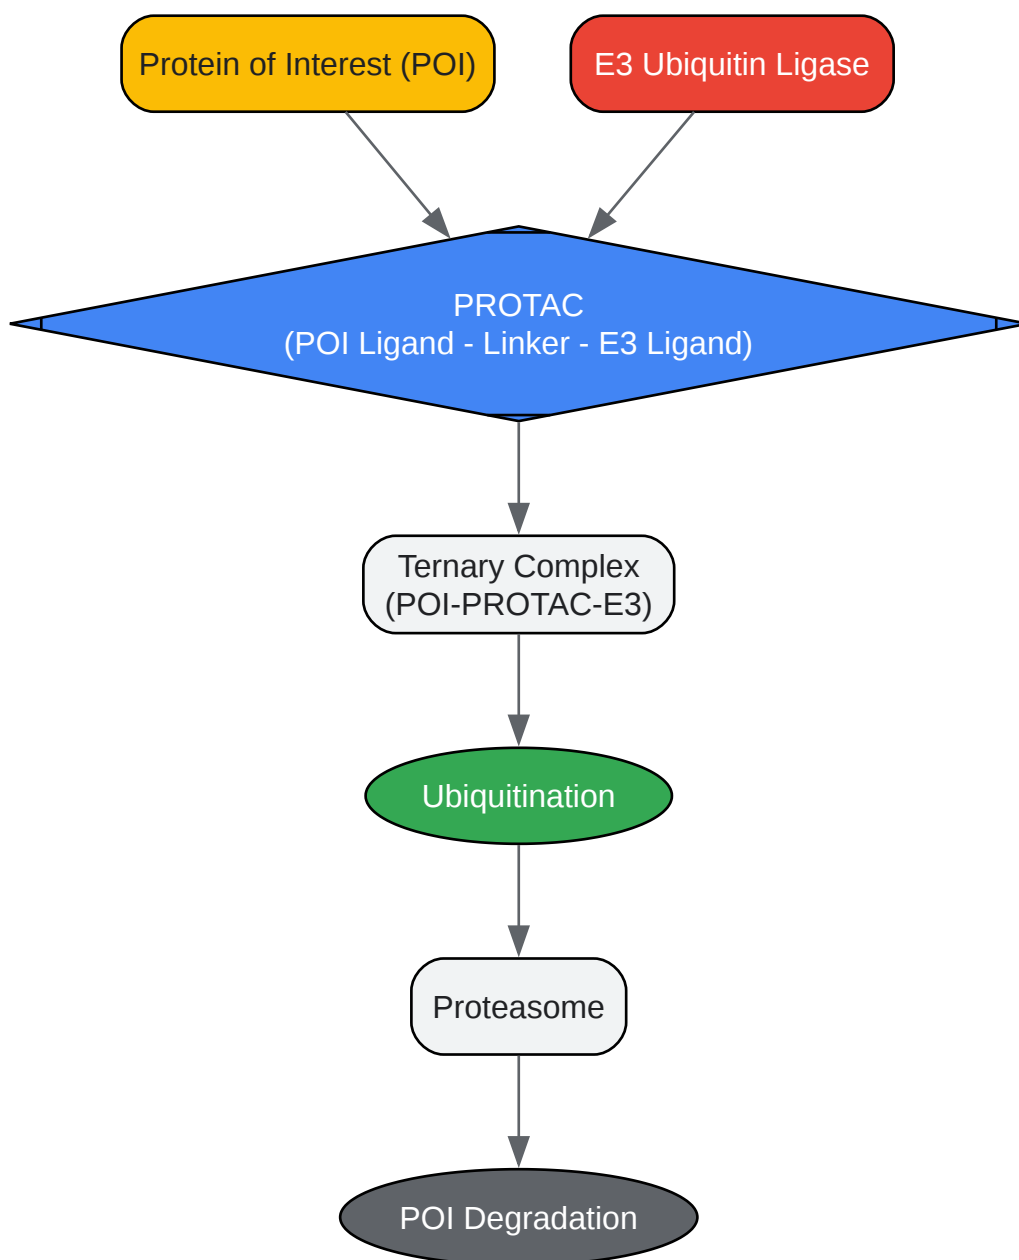 Protein of Interest (POI)
E3 Ubiquitin Ligase
PROTAC
(POI Ligand - Linker - E3 Ligand)
Ternary Complex
(POI-PROTAC-E3)
Ubiquitination
Proteasome
POI Degradation